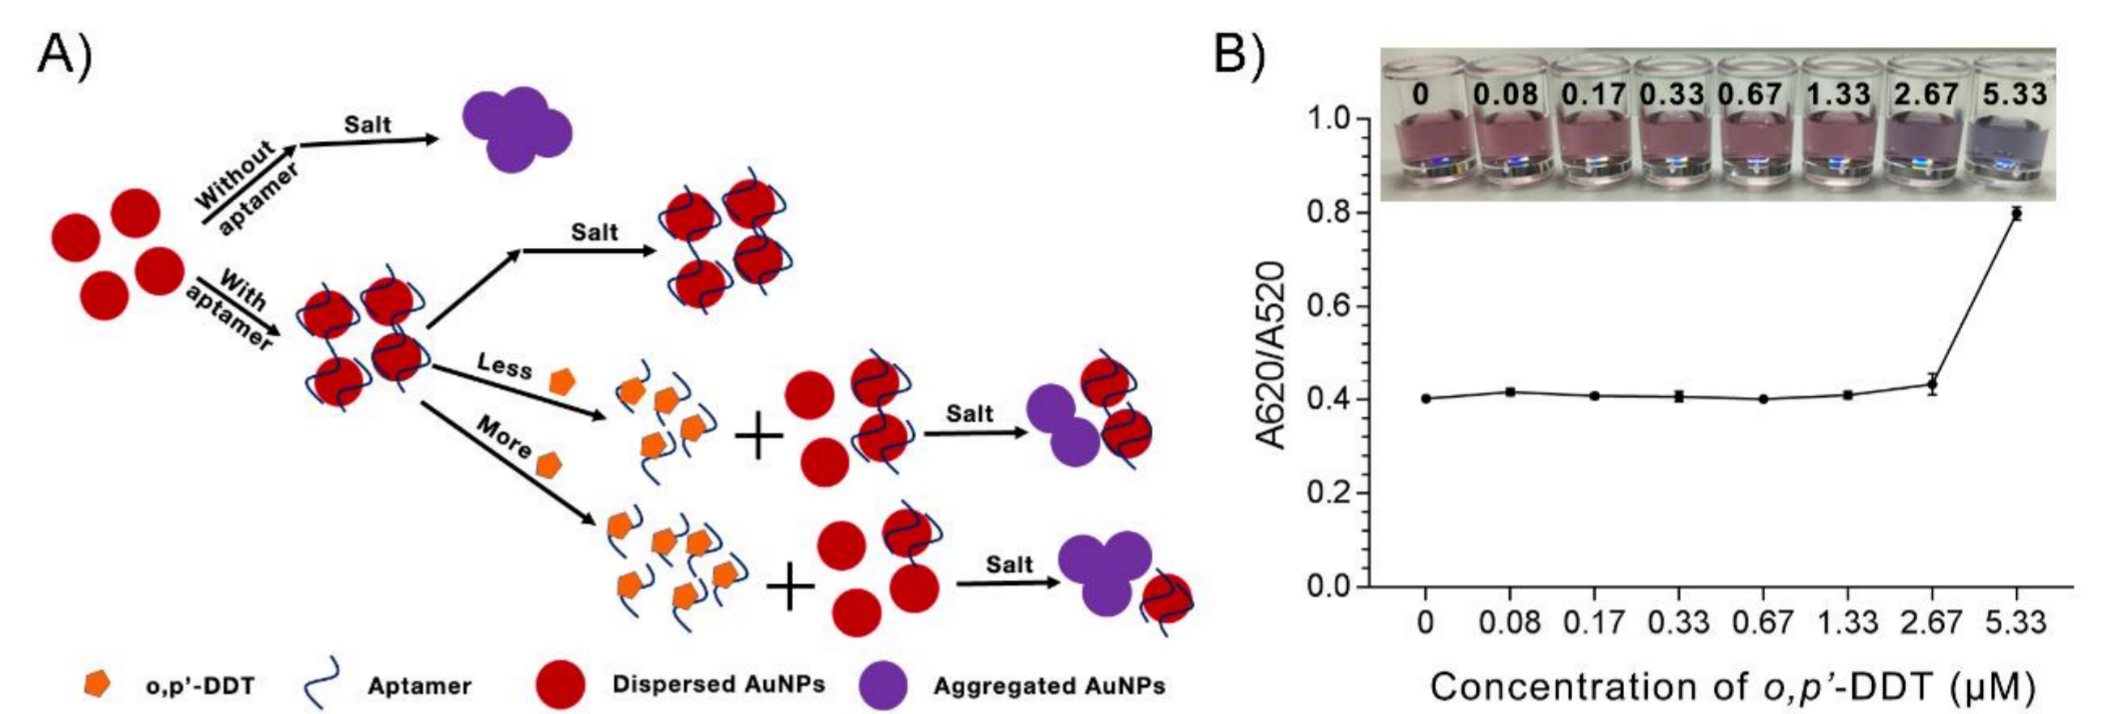 A)
Without
aptamer
Salt
With
aptamer
Salt
Less
Salt
More
Salt
o,p’-DDT
Aptamer
Dispersed AuNPs
Aggregated AuNPs
B)
0 0.08 0.17 0.33 0.67 1.33 2.67 5.33
1.0
0.8
0.6
0.4
0.2
0.0
A620/A520
0 0.08 0.17 0.33 0.67 1.33 2.67 5.33
Concentration of o,p’-DDT (µM)